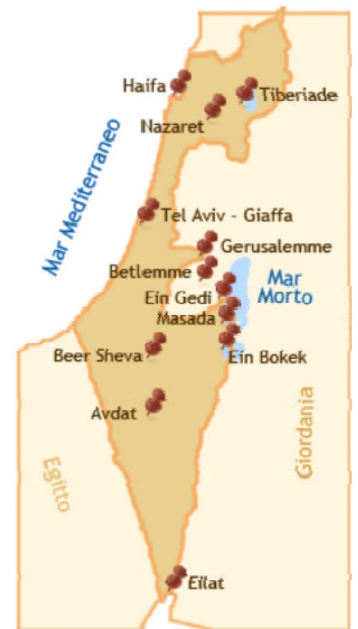 Haifa
Tiberiade
Nazaret
Mar Mediterraneo
Tel Aviv - Giaffa
Gerusalemme
Betlemme
Mar
Morto
Ein Gedi
Masada
Beer Sheva
Ein Bokek
Avdat
Egitto
Giordania
Eilat